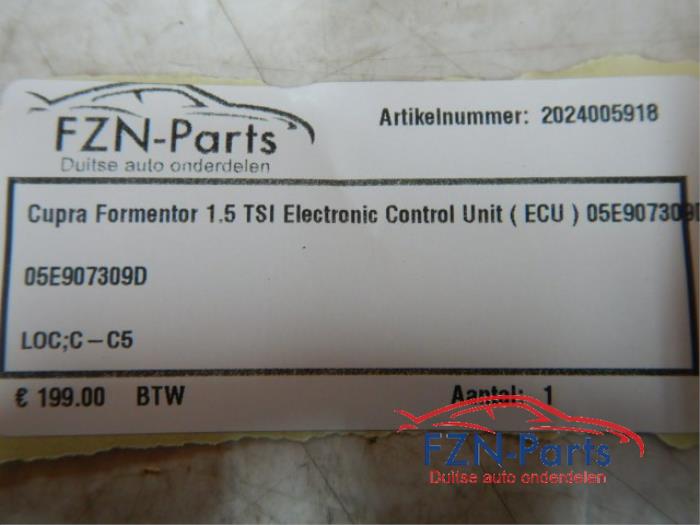 FZN-Parts
Duitse auto onderdelen
Artikelnummer: 2024005918
Cupra Formentor 1.5 TSI Electronic Control Unit ( ECU ) 05E907309D
05E907309D
LOC;C-C5
€ 199.00 BTW Aantal: 1
FZN-Parts
Duitse auto onderdelen